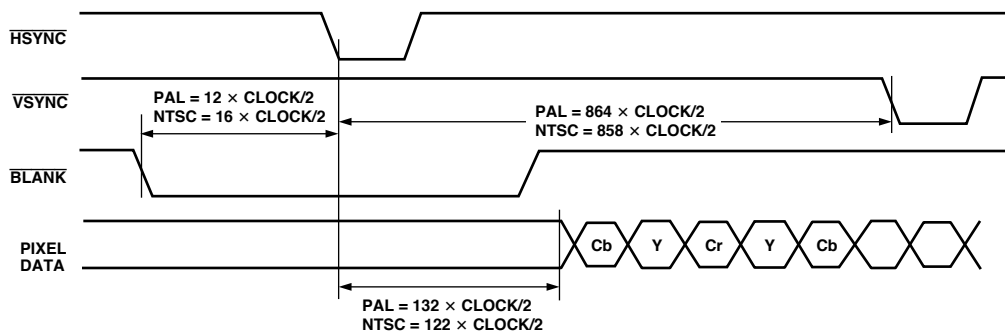 HSYNC
VSYNC
PAL = 12 × CLOCK/2
NTSC = 16 × CLOCK/2
PAL = 864 × CLOCK/2
NTSC = 858 × CLOCK/2
BLANK
PIXEL
DATA
Cb Y Cr Y Cb
PAL = 132 × CLOCK/2
NTSC = 122 × CLOCK/2